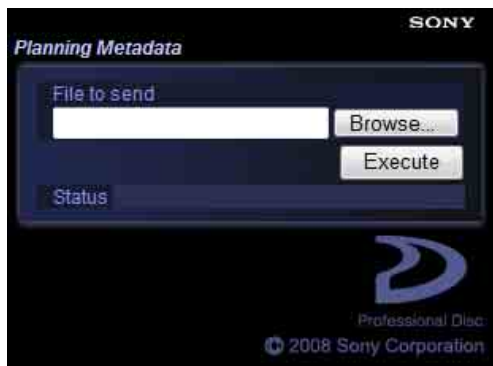 SONY
Planning Metadata
File to send
Browse...
Execute
Status
Professional Disc
© 2008 Sony Corporation